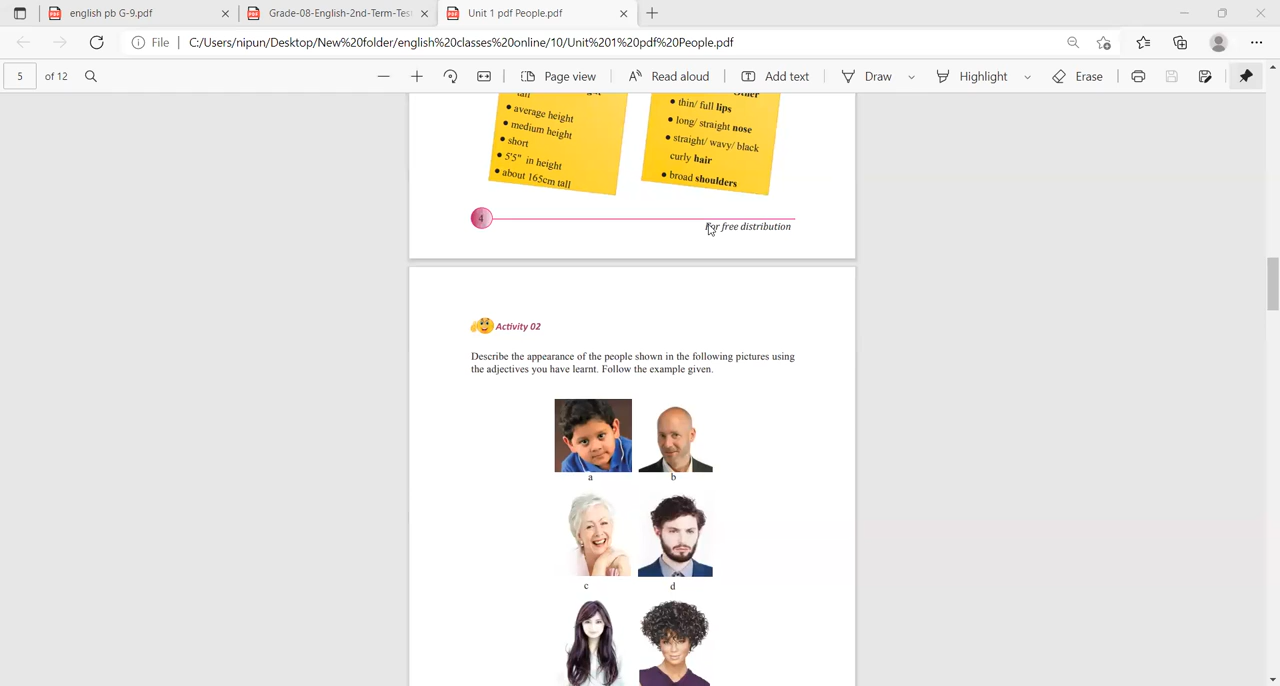 english pb G-9.pdf
Grade-08-English-2nd-Term-Tes
Unit 1 pdf People.pdf
File
C:/Users/nipun/Desktop/New%20folder/english%20classes%20online/10/Unit%201%20pdf%20People.pdf
5 of 12
Page view
Read aloud
Add text
Draw
Highlight
Erase
tall
• average height
• medium height
• short
• 5'5" in height
• about 165cm tall
Other
• thin/ full lips
• long/ straight nose
• straight/ wavy/ black
curly hair
• broad shoulders
4
For free distribution
Activity 02
Describe the appearance of the people shown in the following pictures using
the adjectives you have learnt. Follow the example given.
a
b
c
d